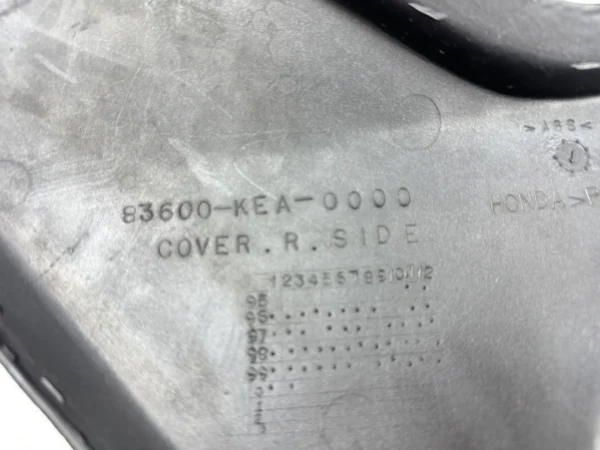 >ABS<
83600-KEA-0000
HONDA>P
COVER.R.SIDE
123456789101112
95
96
97
98
99